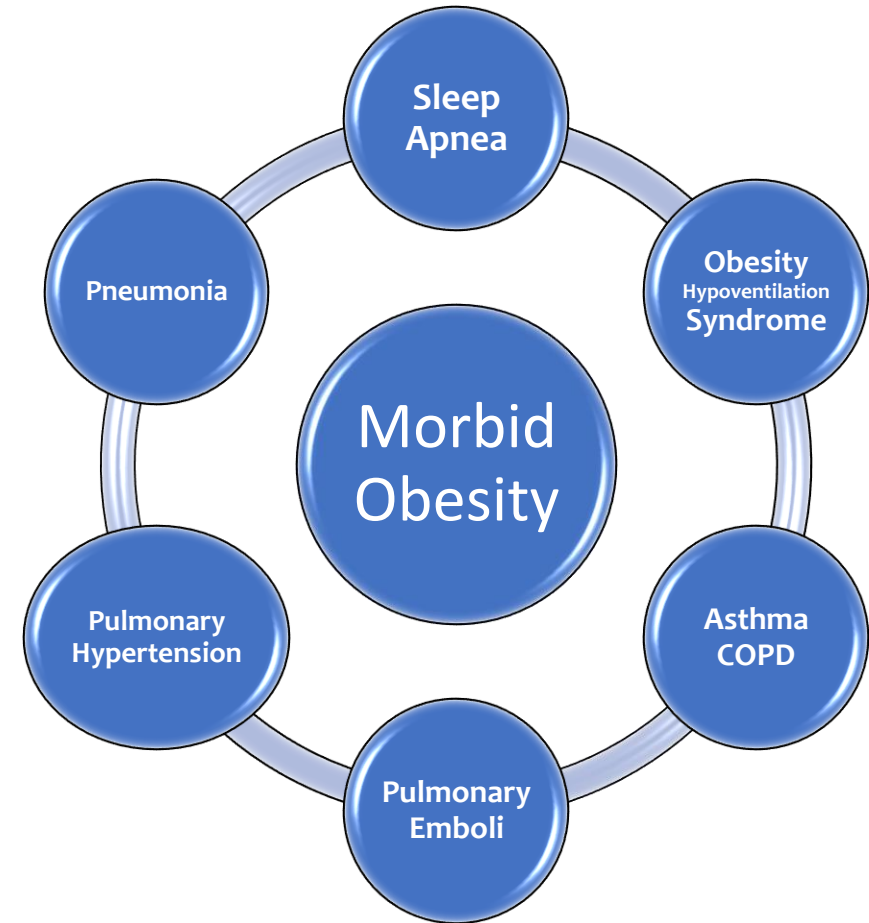 Sleep
Apnea
Obesity
Hypoventilation
Syndrome
Pneumonia
Morbid
Obesity
Asthma
COPD
Pulmonary
Hypertension
Pulmonary
Emboli